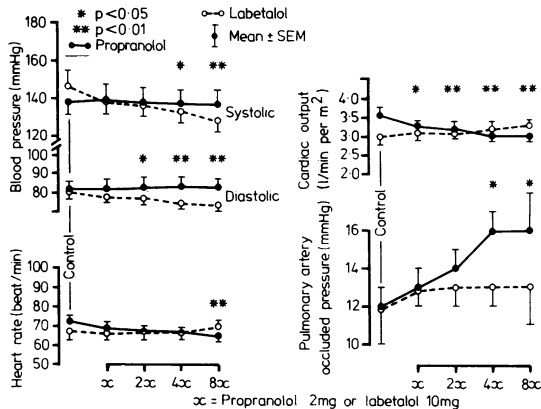 * p<0·05
** p<0·01
●—● Propranolol
○--○ Labetalol
Mean ± SEM
Blood pressure (mmHg)
180
160
140
120
100
80
* **
Systolic
* ** **
Diastolic
Control
Heart rate (beat/min)
100
90
80
70
60
50
**
x 2x 4x 8x
Cardiac output
(l/min per m²)
4·0
3·5
3·0
2·5
2·0
* ** ** **
Control
Pulmonary artery
occluded pressure (mmHg)
16
14
12
10
* *
x 2x 4x 8x
x = Propranolol 2mg or labetalol 10mg